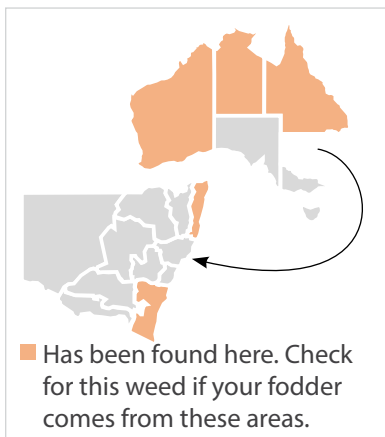 Has been found here. Check
for this weed if your fodder
comes from these areas.